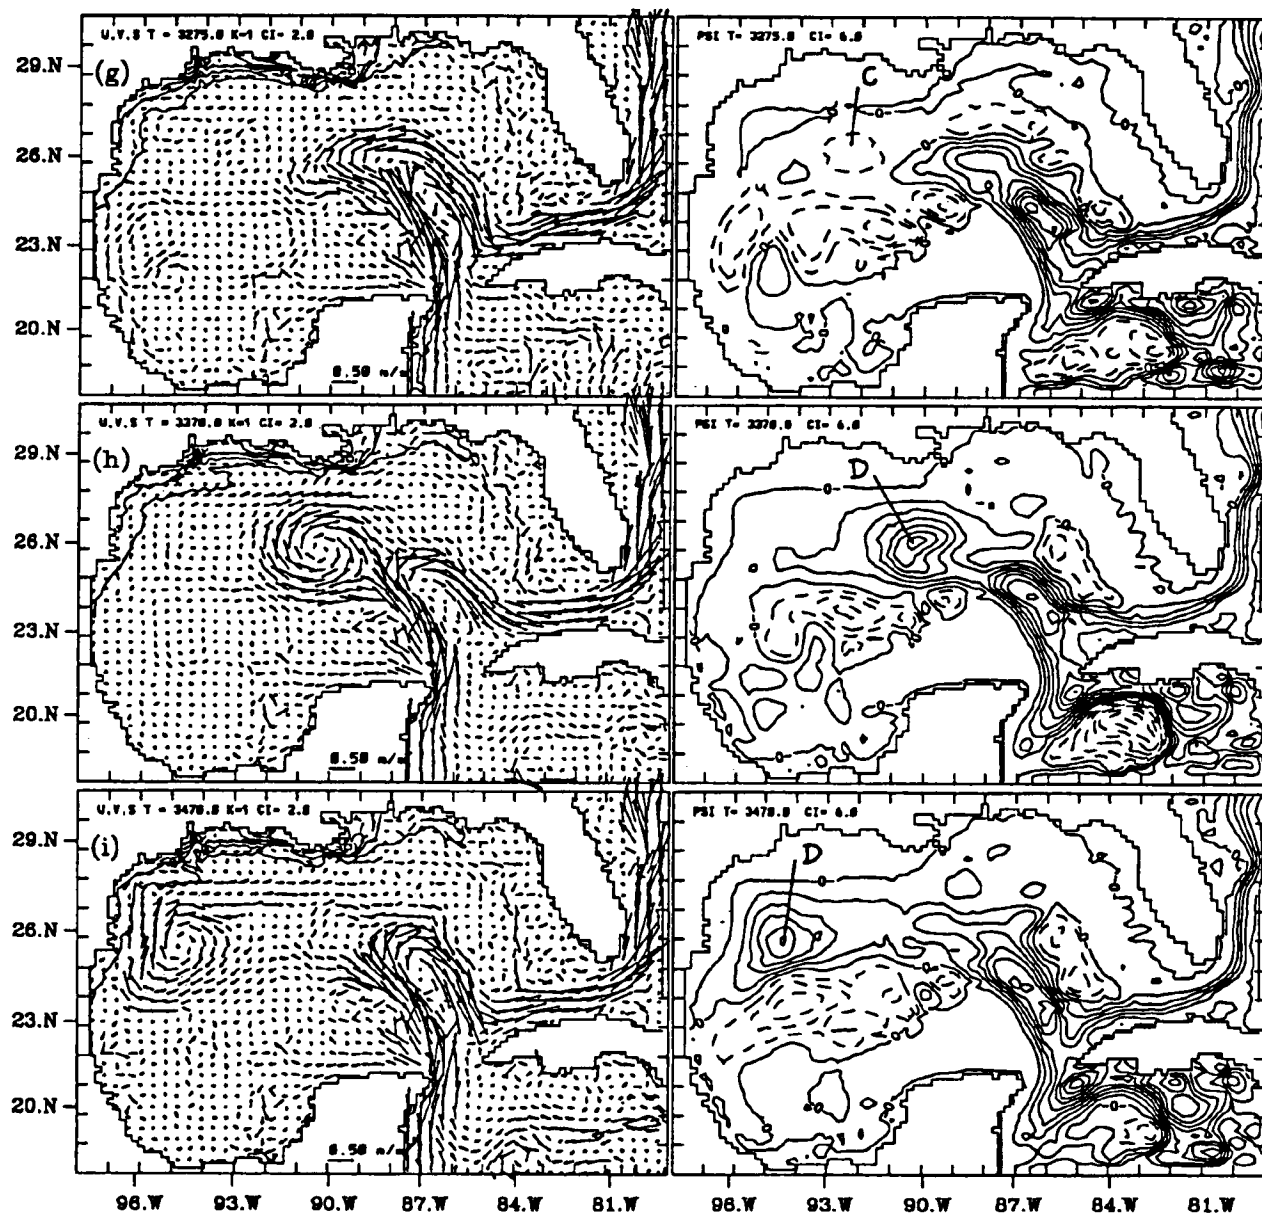 U.V.S T = 3275.0 K=1 CI= 2.0
PSI T= 3275.0 CI= 6.0
(g)
C
29.N
26.N
23.N
20.N
0.50 m/s
U.V.S T = 3370.0 K=1 CI= 2.0
PSI T= 3370.0 CI= 6.0
(h)
D
29.N
26.N
23.N
20.N
0.50 m/s
U.V.S T = 3470.0 K=1 CI= 2.0
PSI T= 3470.0 CI= 6.0
(i)
D
29.N
26.N
23.N
20.N
0.50 m/s
96.W 93.W 90.W 87.W 84.W 81.W 96.W 93.W 90.W 87.W 84.W 81.W